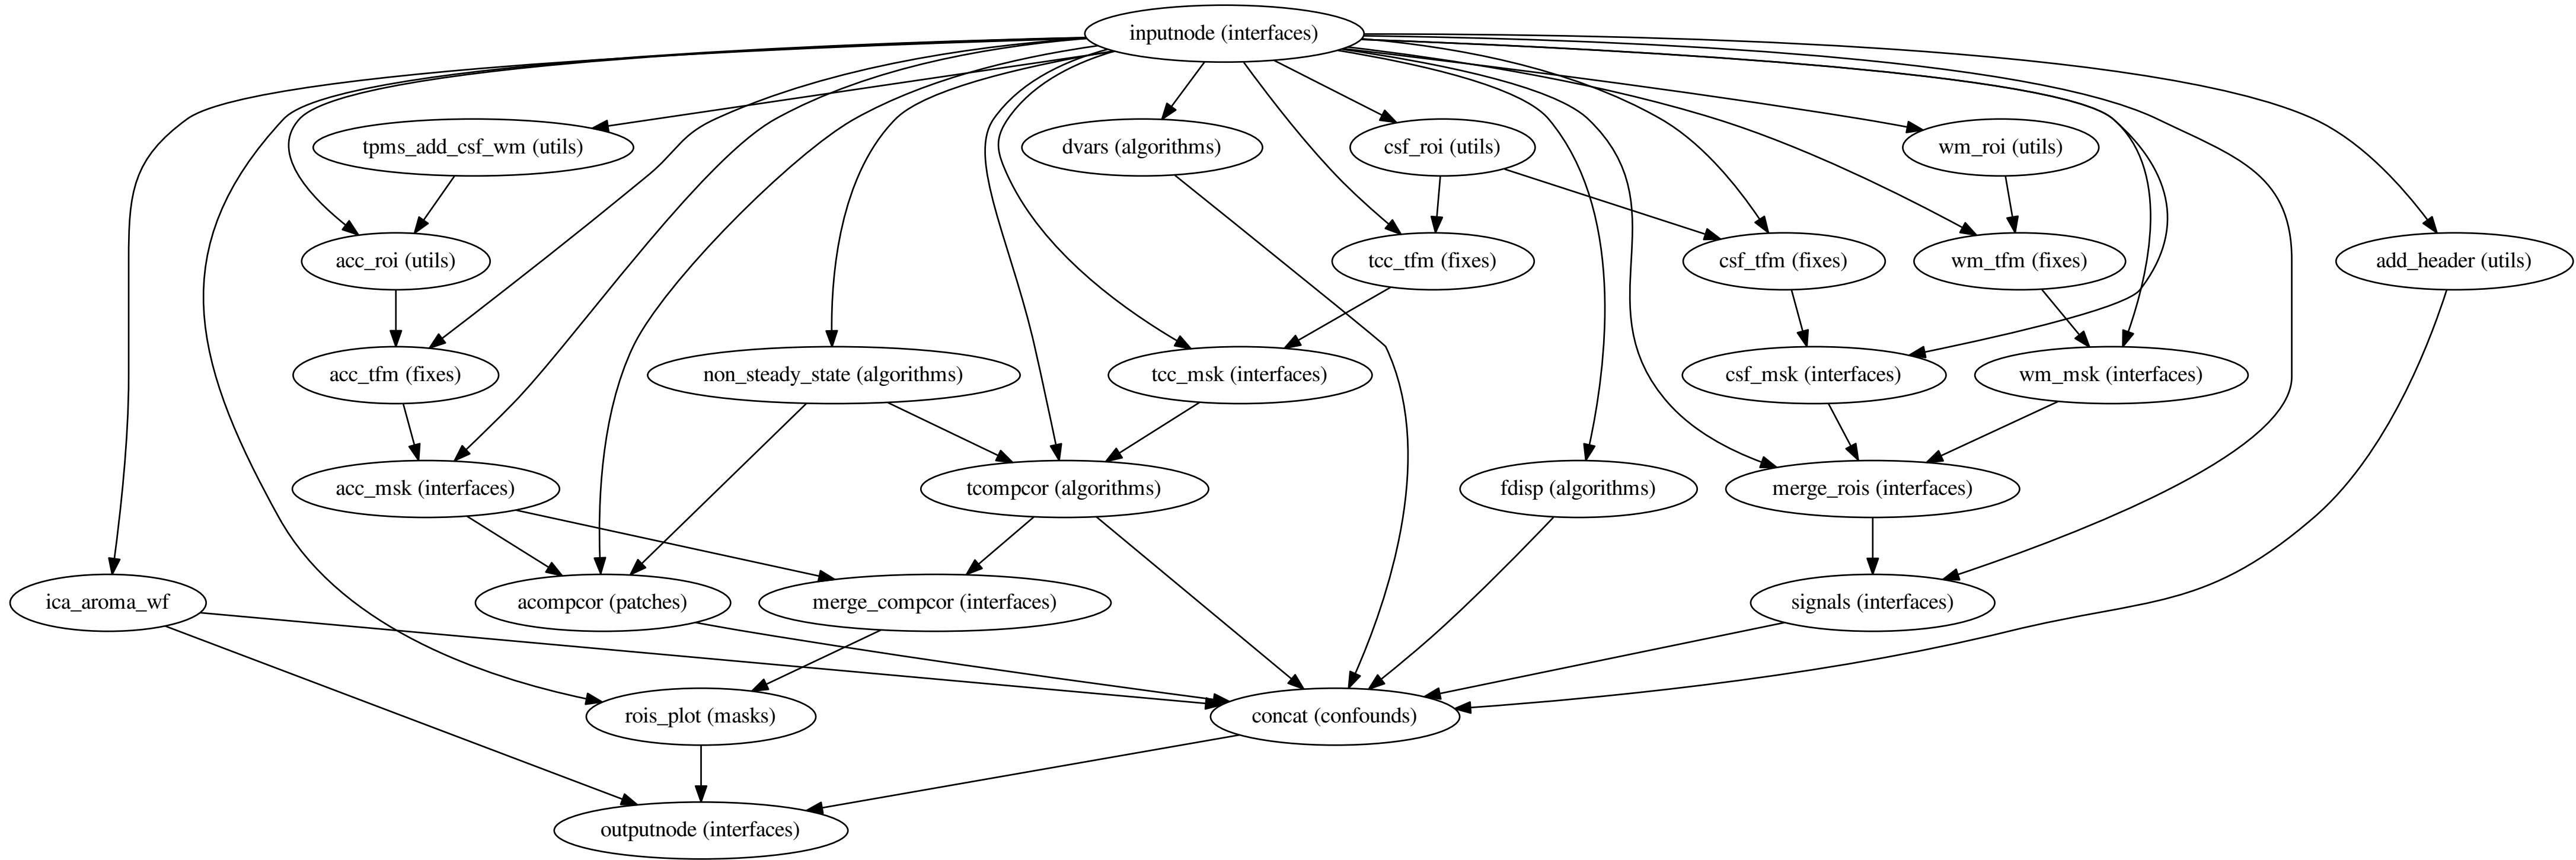 inputnode (interfaces)
tpms_add_csf_wm (utils)
dvars (algorithms)
csf_roi (utils)
wm_roi (utils)
acc_roi (utils)
tcc_tfm (fixes)
csf_tfm (fixes)
wm_tfm (fixes)
add_header (utils)
acc_tfm (fixes)
non_steady_state (algorithms)
tcc_msk (interfaces)
csf_msk (interfaces)
wm_msk (interfaces)
acc_msk (interfaces)
tcompcor (algorithms)
fdisp (algorithms)
merge_rois (interfaces)
ica_aroma_wf
acompcor (patches)
merge_compcor (interfaces)
signals (interfaces)
rois_plot (masks)
concat (confounds)
outputnode (interfaces)